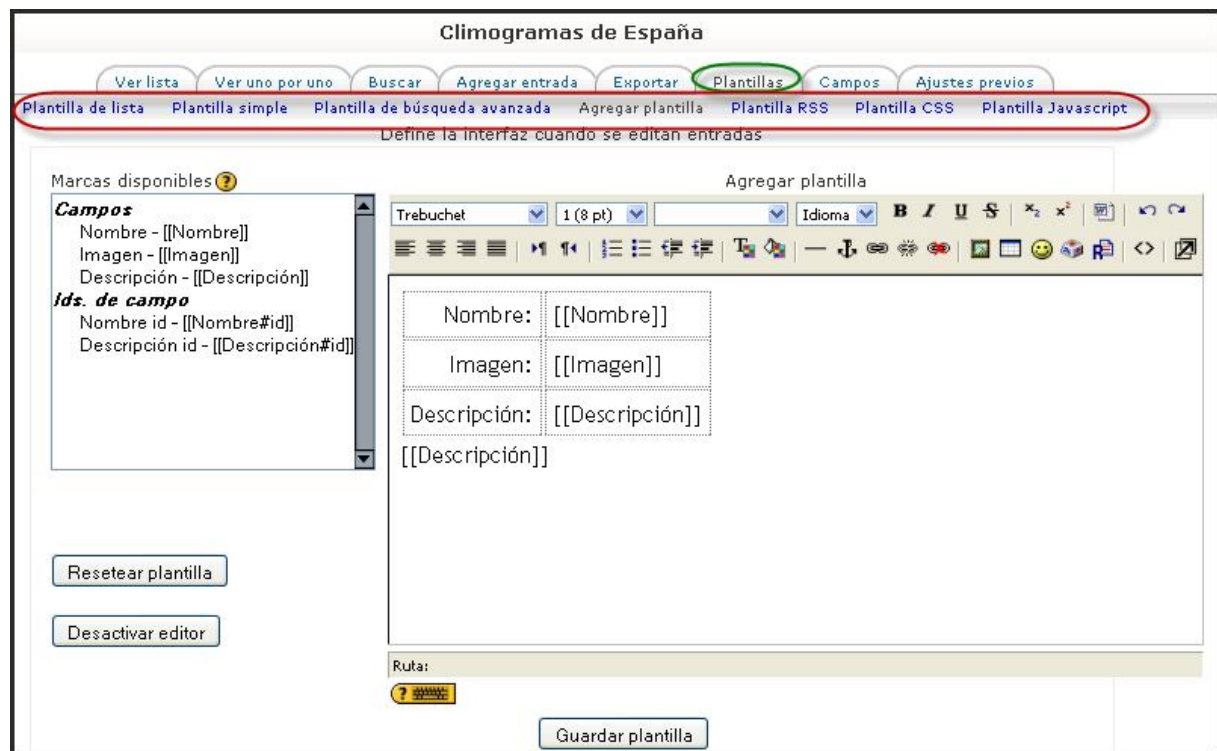 Climogramas de España
Ver lista Ver uno por uno Buscar Agregar entrada Exportar Plantillas Campos Ajustes previos
Plantilla de lista Plantilla simple Plantilla de búsqueda avanzada Agregar plantilla Plantilla RSS Plantilla CSS Plantilla Javascript
Define la interfaz cuando se editan entradas
Marcas disponibles ?
Agregar plantilla
Campos
Nombre - [[Nombre]]
Imagen - [[Imagen]]
Descripción - [[Descripción]]
Ids. de campo
Nombre id - [[Nombre#id]]
Descripción id - [[Descripción#id]]
Trebuchet 1 (8 pt) Idioma B I U S x₂ x²
Nombre: [[Nombre]]
Imagen: [[Imagen]]
Descripción: [[Descripción]]
[[Descripción]]
Resetear plantilla
Desactivar editor
Ruta:
?
Guardar plantilla